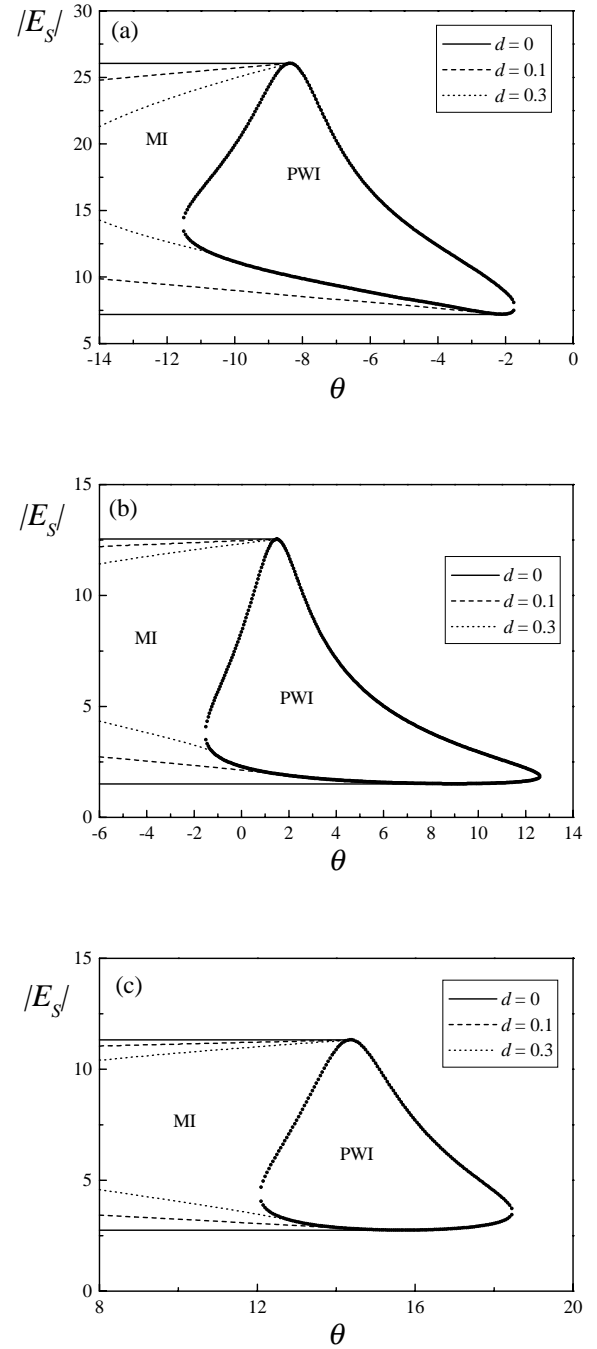 |E_S|
(a)
d = 0
d = 0.1
d = 0.3
MI
PWI
30
25
20
15
10
5
-14 -12 -10 -8 -6 -4 -2 0
θ
|E_S|
(b)
d = 0
d = 0.1
d = 0.3
MI
PWI
15
10
5
0
-6 -4 -2 0 2 4 6 8 10 12 14
θ
|E_S|
(c)
d = 0
d = 0.1
d = 0.3
MI
PWI
15
10
5
0
8 12 16 20
θ